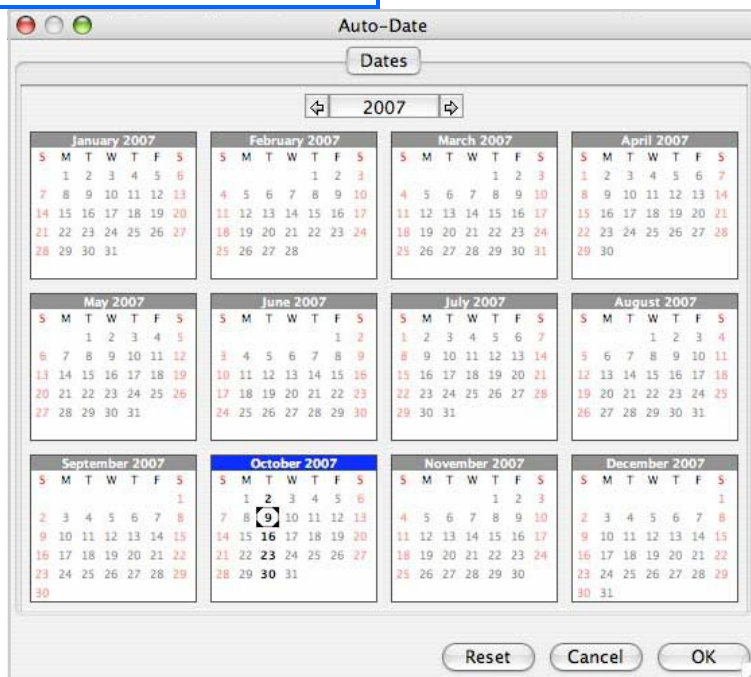 Auto-Date
Dates
2007
January 2007
S M T W T F S
1 2 3 4 5 6
7 8 9 10 11 12 13
14 15 16 17 18 19 20
21 22 23 24 25 26 27
28 29 30 31
February 2007
S M T W T F S
1 2 3
4 5 6 7 8 9 10
11 12 13 14 15 16 17
18 19 20 21 22 23 24
25 26 27 28
March 2007
S M T W T F S
1 2 3
4 5 6 7 8 9 10
11 12 13 14 15 16 17
18 19 20 21 22 23 24
25 26 27 28 29 30 31
April 2007
S M T W T F S
1 2 3 4 5 6 7
8 9 10 11 12 13 14
15 16 17 18 19 20 21
22 23 24 25 26 27 28
29 30
May 2007
S M T W T F S
1 2 3 4 5
6 7 8 9 10 11 12
13 14 15 16 17 18 19
20 21 22 23 24 25 26
27 28 29 30 31
June 2007
S M T W T F S
1 2
3 4 5 6 7 8 9
10 11 12 13 14 15 16
17 18 19 20 21 22 23
24 25 26 27 28 29 30
July 2007
S M T W T F S
1 2 3 4 5 6 7
8 9 10 11 12 13 14
15 16 17 18 19 20 21
22 23 24 25 26 27 28
29 30 31
August 2007
S M T W T F S
1 2 3 4
5 6 7 8 9 10 11
12 13 14 15 16 17 18
19 20 21 22 23 24 25
26 27 28 29 30 31
September 2007
S M T W T F S
1
2 3 4 5 6 7 8
9 10 11 12 13 14 15
16 17 18 19 20 21 22
23 24 25 26 27 28 29
30
October 2007
S M T W T F S
1 2 3 4 5 6
7 8 9 10 11 12 13
14 15 16 17 18 19 20
21 22 23 24 25 26 27
28 29 30 31
November 2007
S M T W T F S
1 2 3
4 5 6 7 8 9 10
11 12 13 14 15 16 17
18 19 20 21 22 23 24
25 26 27 28 29 30
December 2007
S M T W T F S
1
2 3 4 5 6 7 8
9 10 11 12 13 14 15
16 17 18 19 20 21 22
23 24 25 26 27 28 29
30 31
Reset Cancel OK